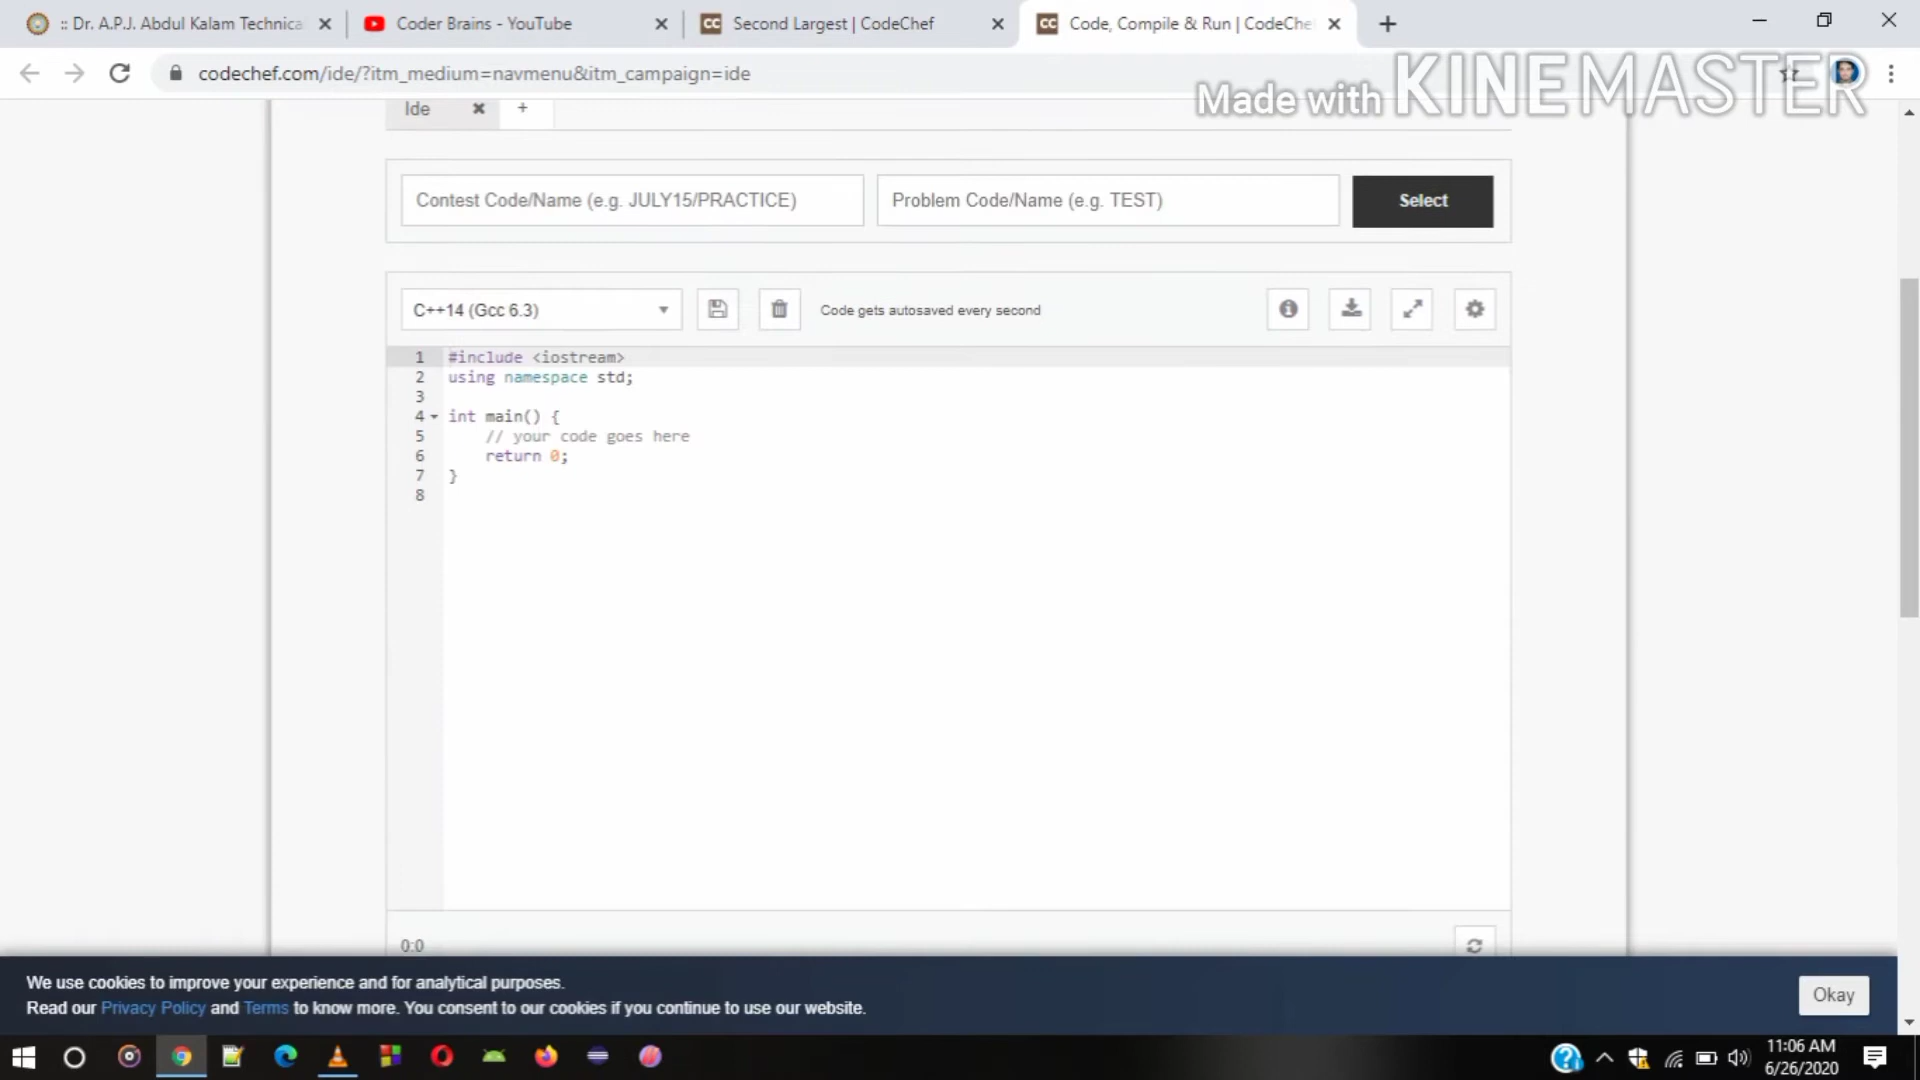 :: Dr. A.P.J. Abdul Kalam Technica
Coder Brains - YouTube
CC Second Largest | CodeChef
CC Code, Compile & Run | CodeChe
codechef.com/ide/?itm_medium=navmenu&itm_campaign=ide
Made with KINEMASTER
Ide
Contest Code/Name (e.g. JULY15/PRACTICE)
Problem Code/Name (e.g. TEST)
Select
C++14 (Gcc 6.3)
Code gets autosaved every second
1 #include <iostream>
2 using namespace std;
3
4 int main() {
5 // your code goes here
6 return 0;
7 }
8
0:0
We use cookies to improve your experience and for analytical purposes.
Read our Privacy Policy and Terms to know more. You consent to our cookies if you continue to use our website.
Okay
11:06 AM
6/26/2020